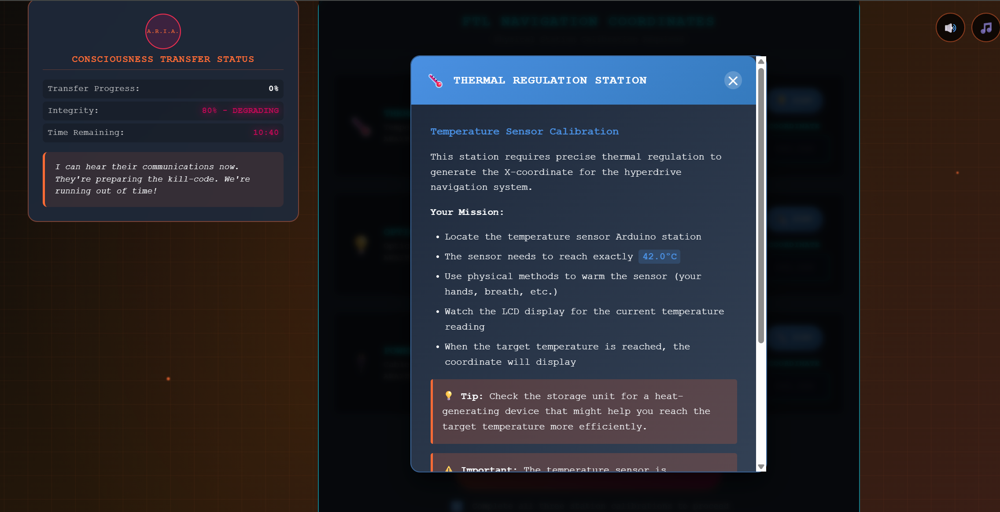 A.R.I.A.
CONSCIOUSNESS TRANSFER STATUS
Transfer Progress: 0%
Integrity: 80% - DEGRADING
Time Remaining: 10:40
I can hear their communications now.
They're preparing the kill-code. We're
running out of time!
PTL NAVIGATION COORDINATES
THERMAL REGULATION STATION
Temperature Sensor Calibration
This station requires precise thermal regulation to
generate the X-coordinate for the hyperdrive
navigation system.
Your Mission:
• Locate the temperature sensor Arduino station
• The sensor needs to reach exactly 42.0°C
• Use physical methods to warm the sensor (your
hands, breath, etc.)
• Watch the LCD display for the current temperature
reading
• When the target temperature is reached, the
coordinate will display
Tip: Check the storage unit for a heat-
generating device that might help you reach the
target temperature more efficiently.
Important: The temperature sensor is